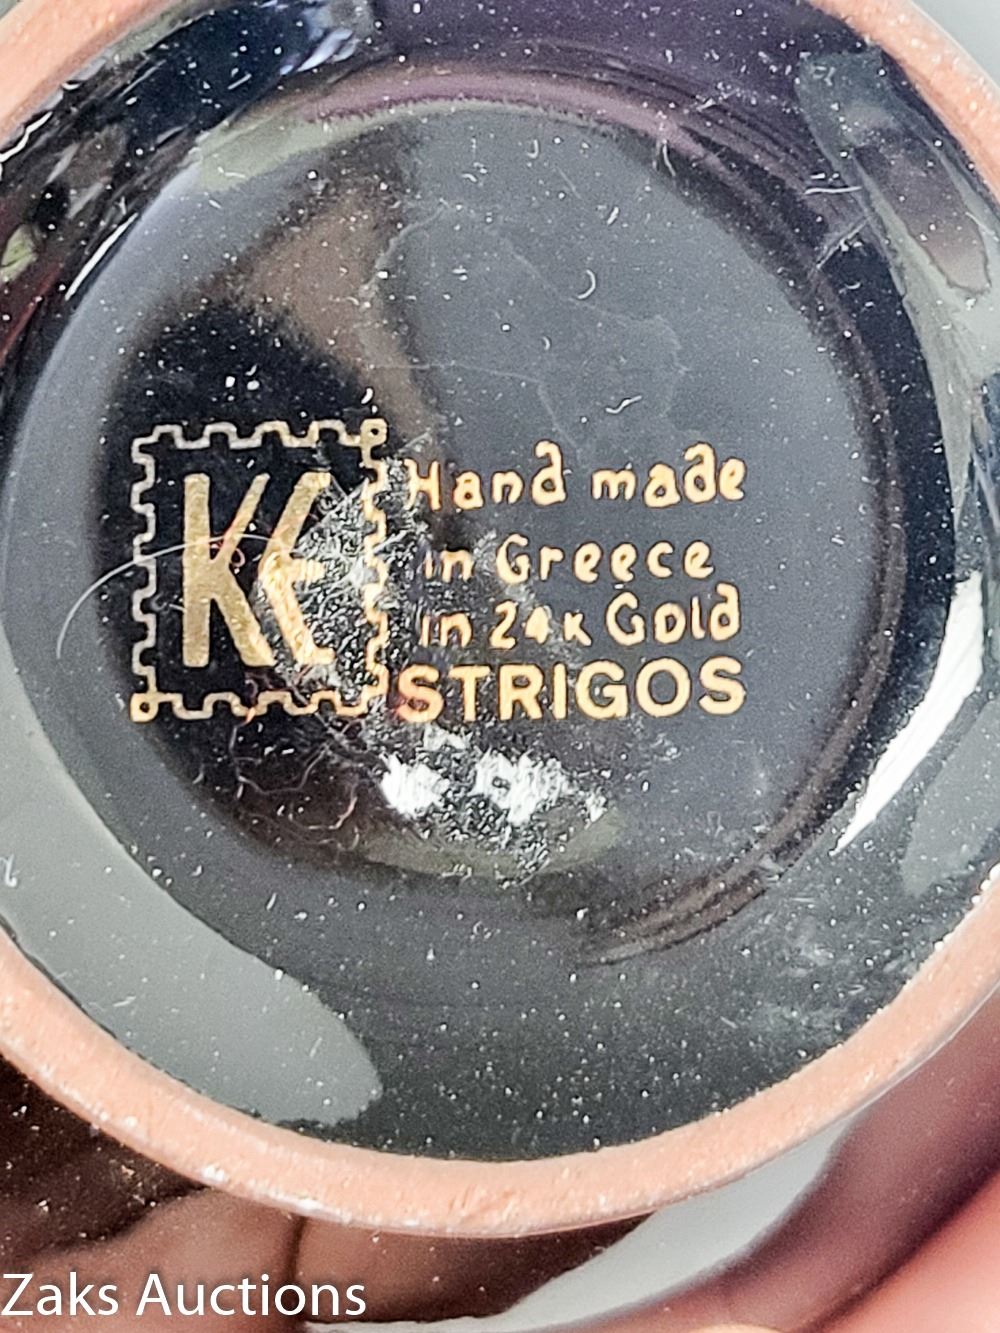 KE
Hand made
in Greece
in 24k Gold
STRIGOS
Zaks Auctions